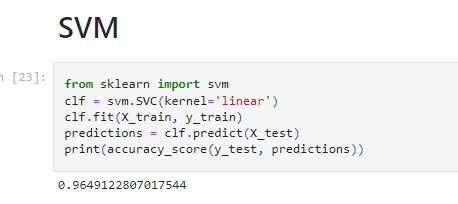 SVM
n [23]:
from sklearn import svm
clf = svm.SVC(kernel='linear')
clf.fit(X_train, y_train)
predictions = clf.predict(X_test)
print(accuracy_score(y_test, predictions))
0.9649122807017544